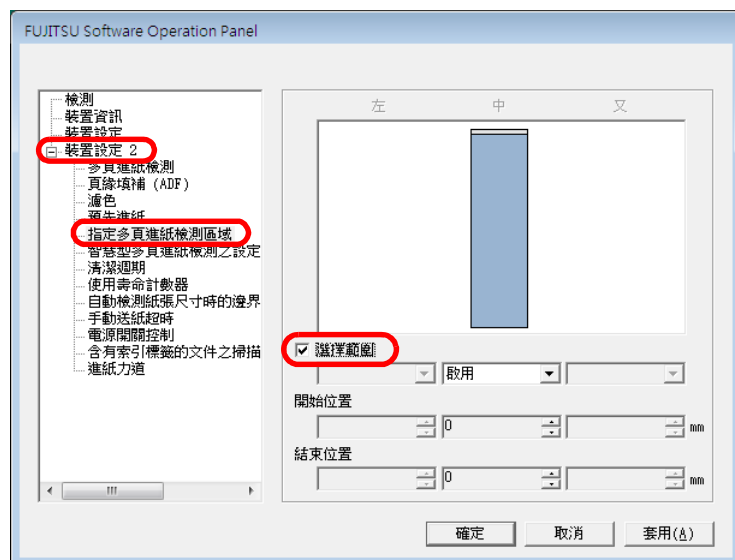 FUJITSU Software Operation Panel
檢測
裝置資訊
裝置設定
裝置設定 2
多頁進紙檢測
頁緣填補 (ADF)
濾色
預先進紙
指定多頁進紙檢測區域
智慧型多頁進紙檢測之設定
清潔週期
使用壽命計數器
自動檢測紙張尺寸時的邊界
手動送紙超時
電源開關控制
含有索引標籤的文件之掃描
進紙力道
左 中 又
選擇範圍
啟用
開始位置
0 mm
結束位置
0 mm
確定 取消 套用(A)